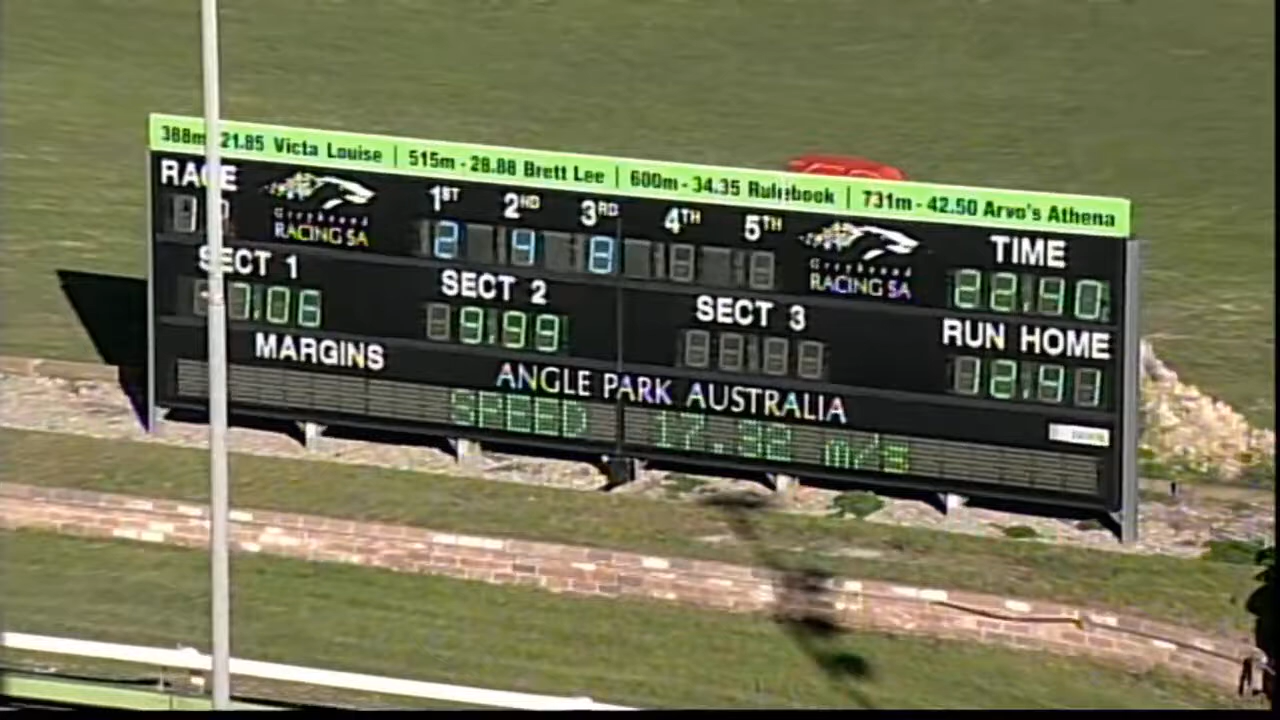 388m - 21.85 Victa Louise | 515m - 28.88 Brett Lee | 600m - 34.35 Rulebook | 731m - 42.50 Arvo's Athena
RACE
Greyhound
RACING SA
1ST 2ND 3RD 4TH 5TH
2 4 8
Greyhound
RACING SA
TIME
22.40
SECT 1
7.06
SECT 2
9.99
SECT 3
RUN HOME
12.41
MARGINS
ANGLE PARK AUSTRALIA
SPEED 17.32 m/s